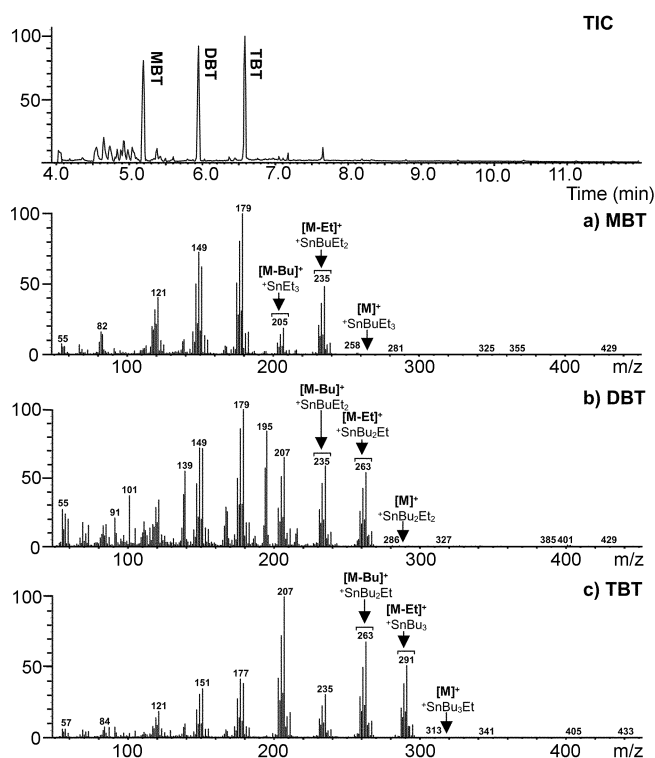 TIC
100
50
MBT
DBT
TBT
4.0 5.0 6.0 7.0 8.0 9.0 10.0 11.0
Time (min)
a) MBT
100
50
0
179
[M-Et]+
+SnBuEt2
149
[M-Bu]+
+SnEt3
235
121
205
[M]+
+SnBuEt3
55
82
258
281
325
355
429
100 200 300 400 m/z
b) DBT
100
50
0
[M-Bu]+
+SnBuEt2
179
195
[M-Et]+
+SnBu2Et
149
207
139
235
263
55
91
101
[M]+
+SnBu2Et2
286
327
385
401
429
100 200 300 400 m/z
c) TBT
100
50
0
[M-Bu]+
+SnBu2Et
207
[M-Et]+
+SnBu3
263
291
151
177
235
[M]+
+SnBu3Et
57
84
121
313
341
405
433
100 200 300 400 m/z